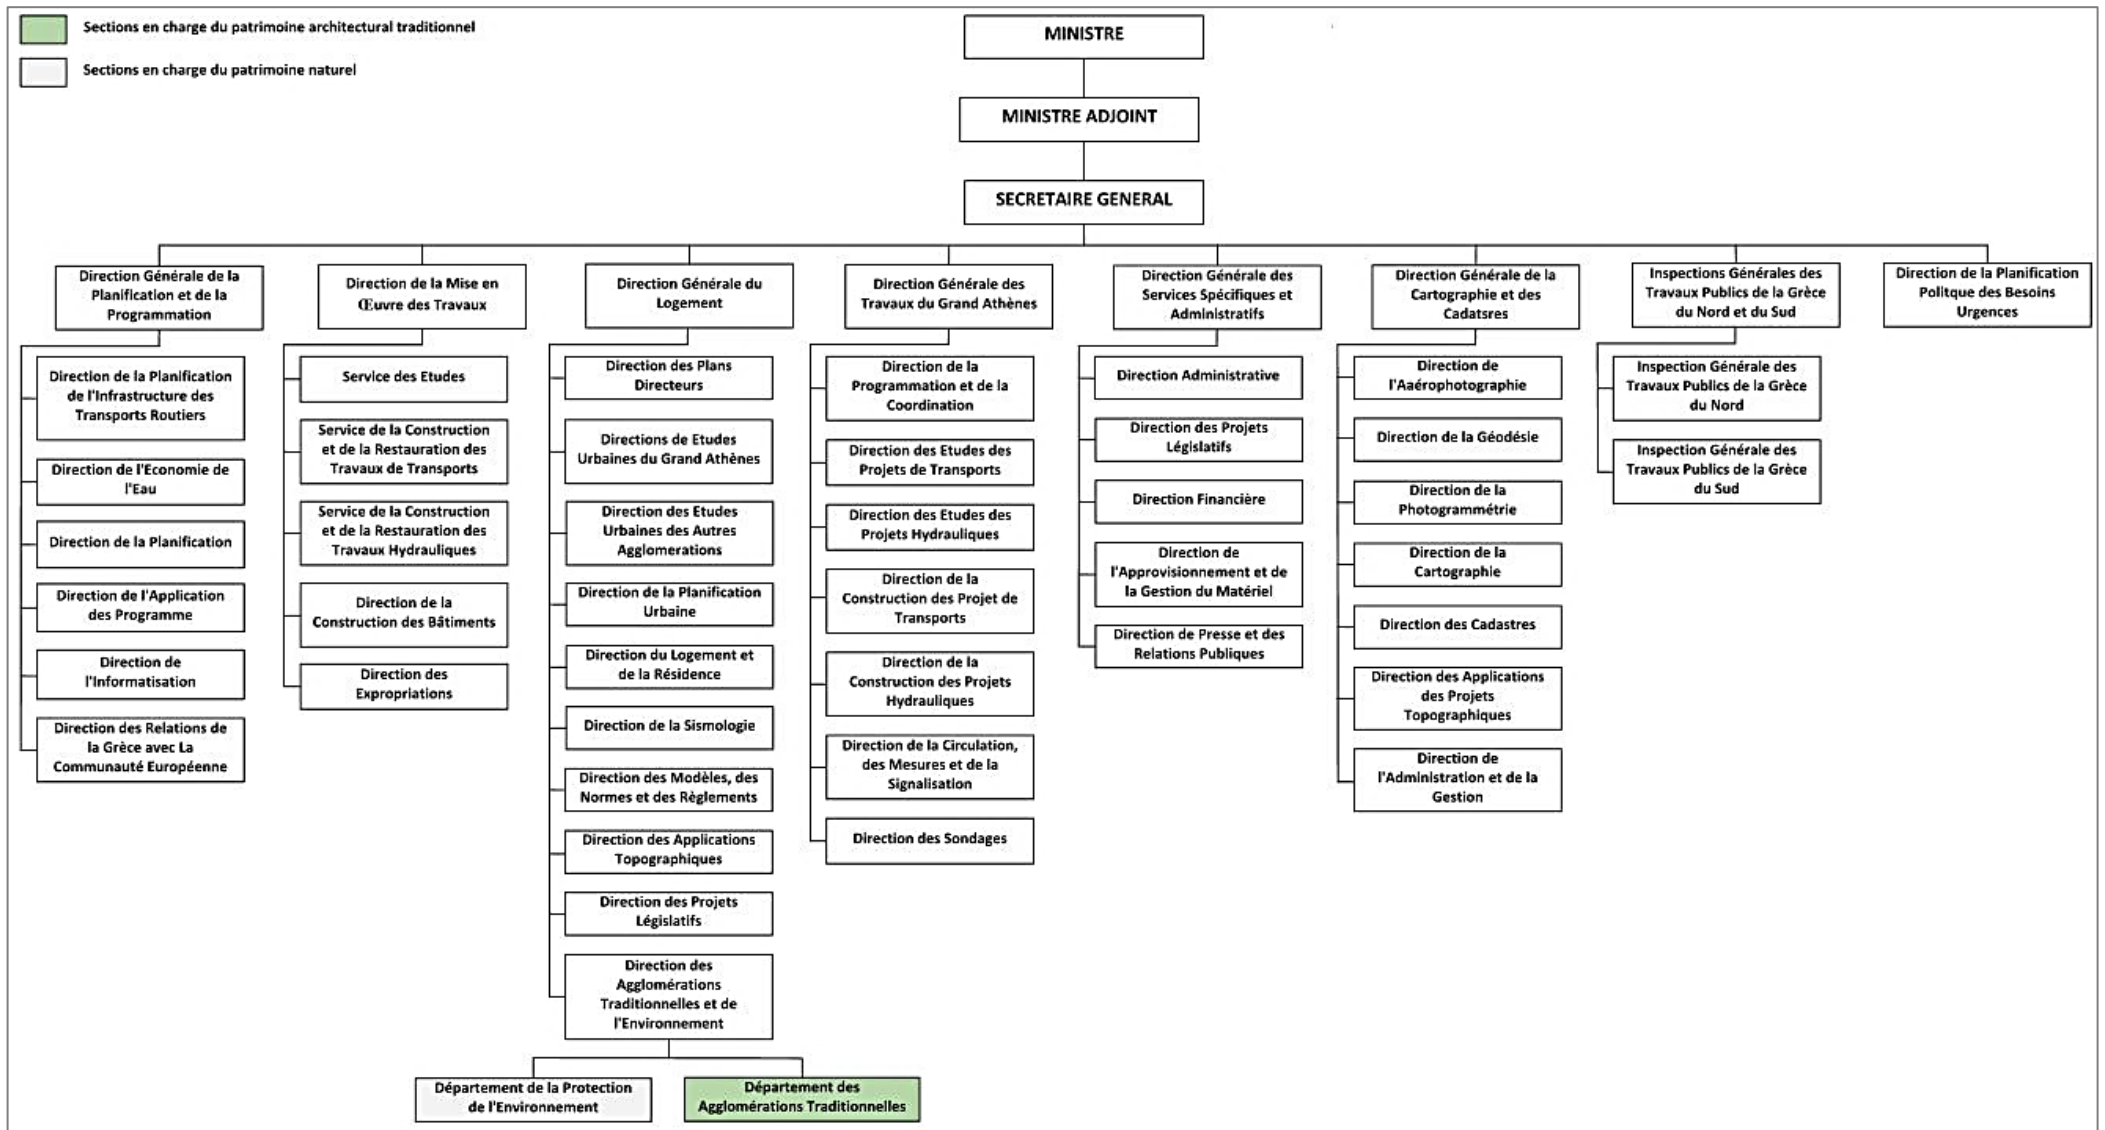 Sections en charge du patrimoine architectural traditionnel
Sections en charge du patrimoine naturel
MINISTRE
MINISTRE ADJOINT
SECRETAIRE GENERAL
Direction Générale de la
Planification et de la
Programmation
Direction de la Mise en
Œuvre des Travaux
Direction Générale du
Logement
Direction Générale des
Travaux du Grand Athènes
Direction Générale des
Services Spécifiques et
Administratifs
Direction Générale de la
Cartographie et des
Cadatsres
Inspections Générales des
Travaux Publics de la Grèce
du Nord et du Sud
Direction de la Planification
Politque des Besoins
Urgences
Direction de la Planification
de l'Infrastructure des
Transports Routiers
Direction de l'Economie de
l'Eau
Direction de la Planification
Direction de l'Application
des Programme
Direction de
l'Informatisation
Direction des Relations de
la Grèce avec La
Communauté Européenne
Service des Etudes
Service de la Construction
et de la Restauration des
Travaux de Transports
Service de la Construction
et de la Restauration des
Travaux Hydrauliques
Direction de la
Construction des Bâtiments
Direction des
Expropriations
Direction des Plans
Directeurs
Directions de Etudes
Urbaines du Grand Athènes
Direction des Etudes
Urbaines des Autres
Agglomerations
Direction de la Planification
Urbaine
Direction du Logement et
de la Résidence
Direction de la Sismologie
Direction des Modèles, des
Normes et des Règlements
Direction des Applications
Topographiques
Direction des Projets
Législatifs
Direction des
Agglomérations
Traditionnelles et de
l'Environnement
Département de la Protection
de l'Environnement
Département des
Agglomérations Traditionnelles
Direction de la
Programmation et de la
Coordination
Direction des Etudes des
Projets de Transports
Direction des Etudes des
Projets Hydrauliques
Direction de la
Construction des Projet de
Transports
Direction de la
Construction des Projets
Hydrauliques
Direction de la Circulation,
des Mesures et de la
Signalisation
Direction des Sondages
Direction Administrative
Direction des Projets
Législatifs
Direction Financière
Direction de
l'Approvisionnement et de
la Gestion du Matériel
Direction de Presse et des
Relations Publiques
Direction de
l'Aaérophotographie
Direction de la Géodésie
Direction de la
Photogrammétrie
Direction de la
Cartographie
Direction des Cadastres
Direction des Applications
des Projets
Topographiques
Direction de
l'Administration et de la
Gestion
Inspection Générale des
Travaux Publics de la Grèce
du Nord
Inspection Générale des
Travaux Publics de la Grèce
du Sud